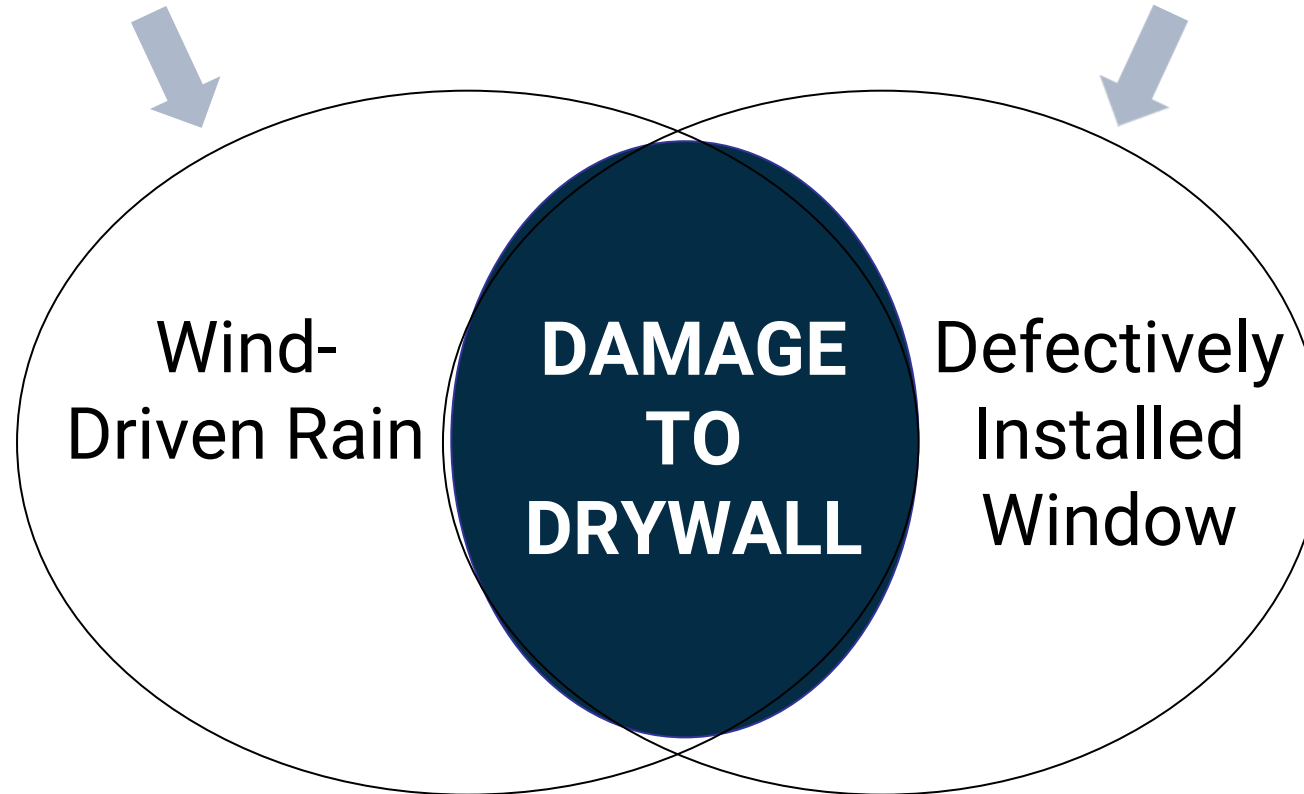 Wind-
Driven Rain
DAMAGE
TO
DRYWALL
Defectively
Installed
Window